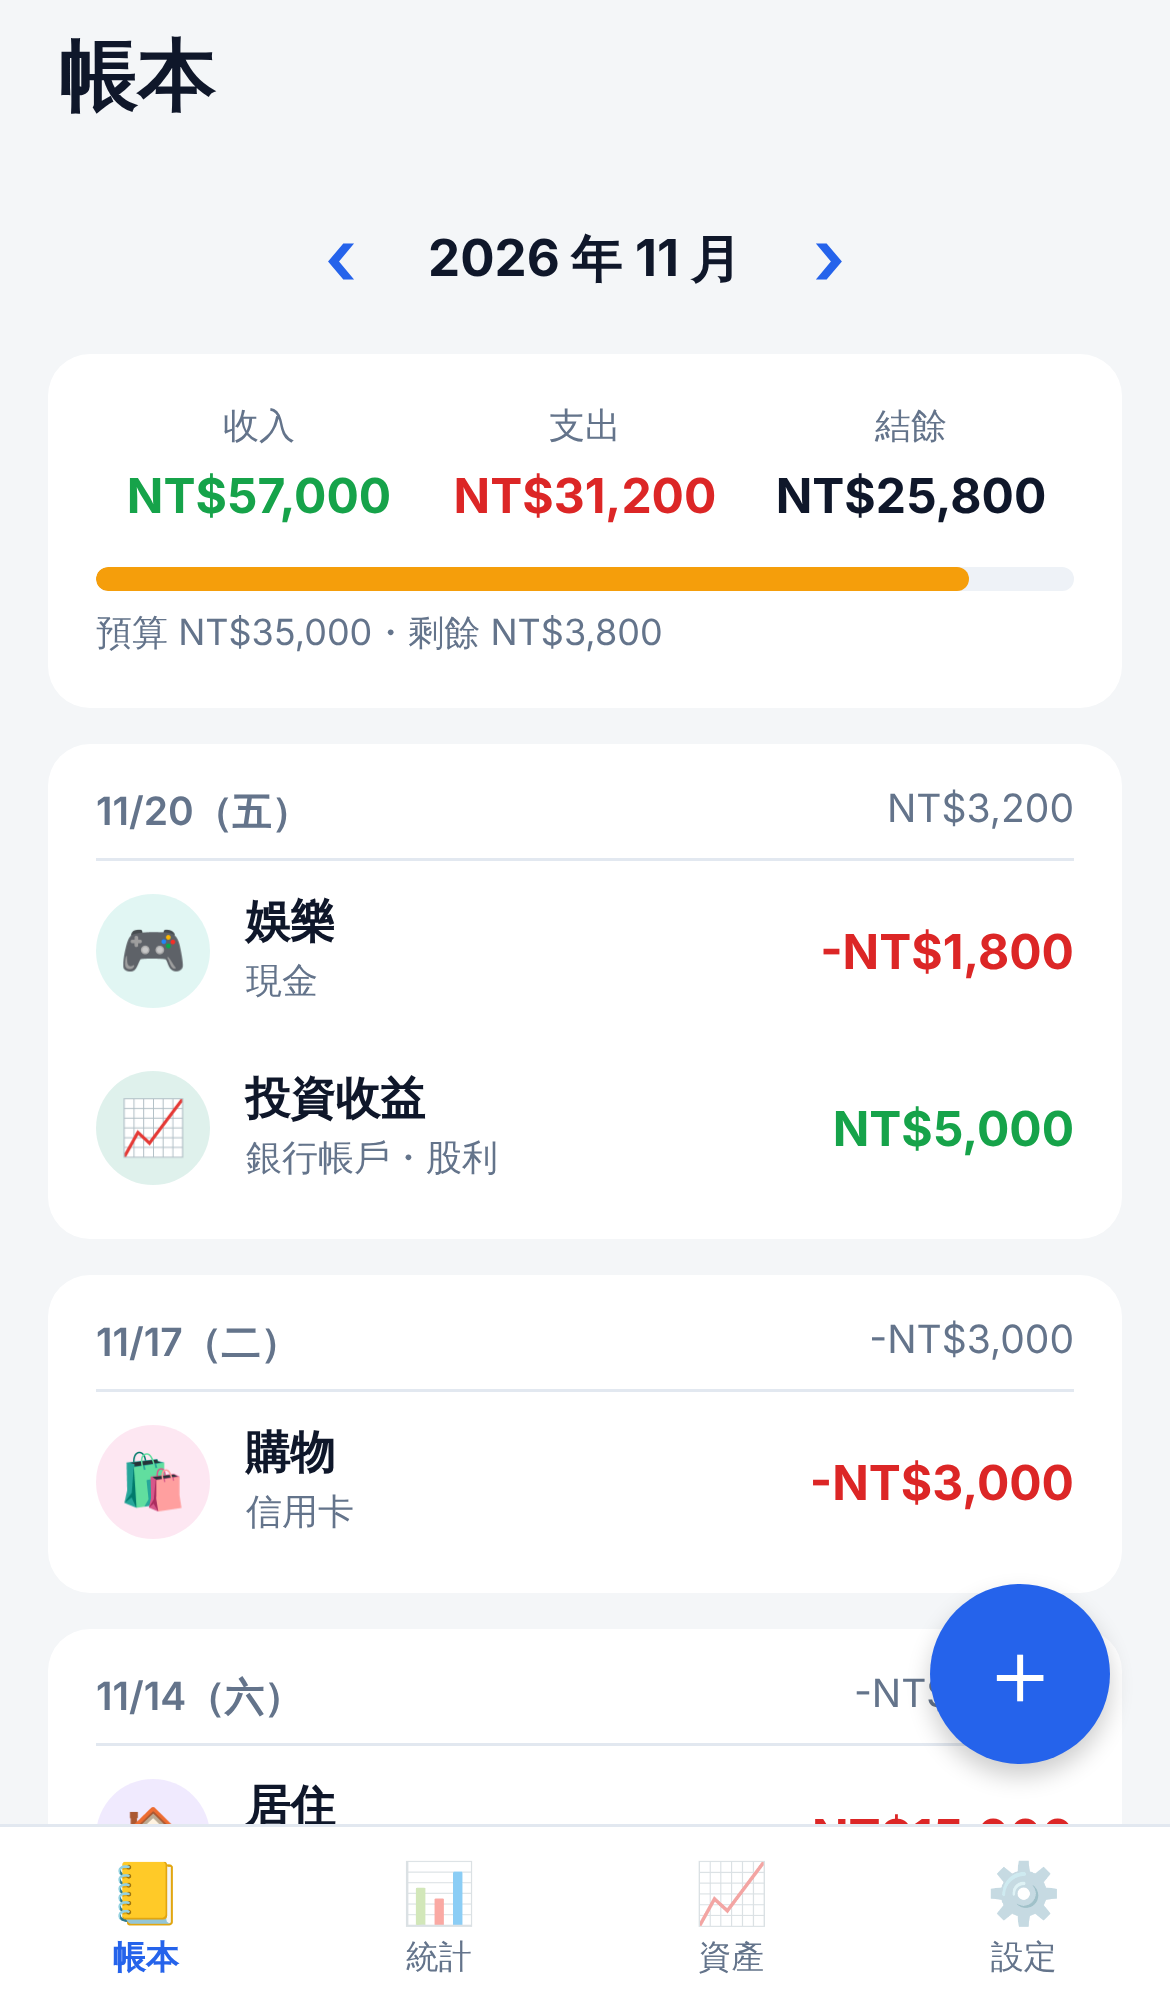 帳本
‹ 2026 年 11 月 ›
收入 支出 結餘
NT$57,000 NT$31,200 NT$25,800
預算 NT$35,000・剩餘 NT$3,800
11/20（五） NT$3,200
娛樂
現金
-NT$1,800
投資收益
銀行帳戶・股利
NT$5,000
11/17（二） -NT$3,000
購物
信用卡
-NT$3,000
11/14（六）
居住
帳本 統計 資產 設定